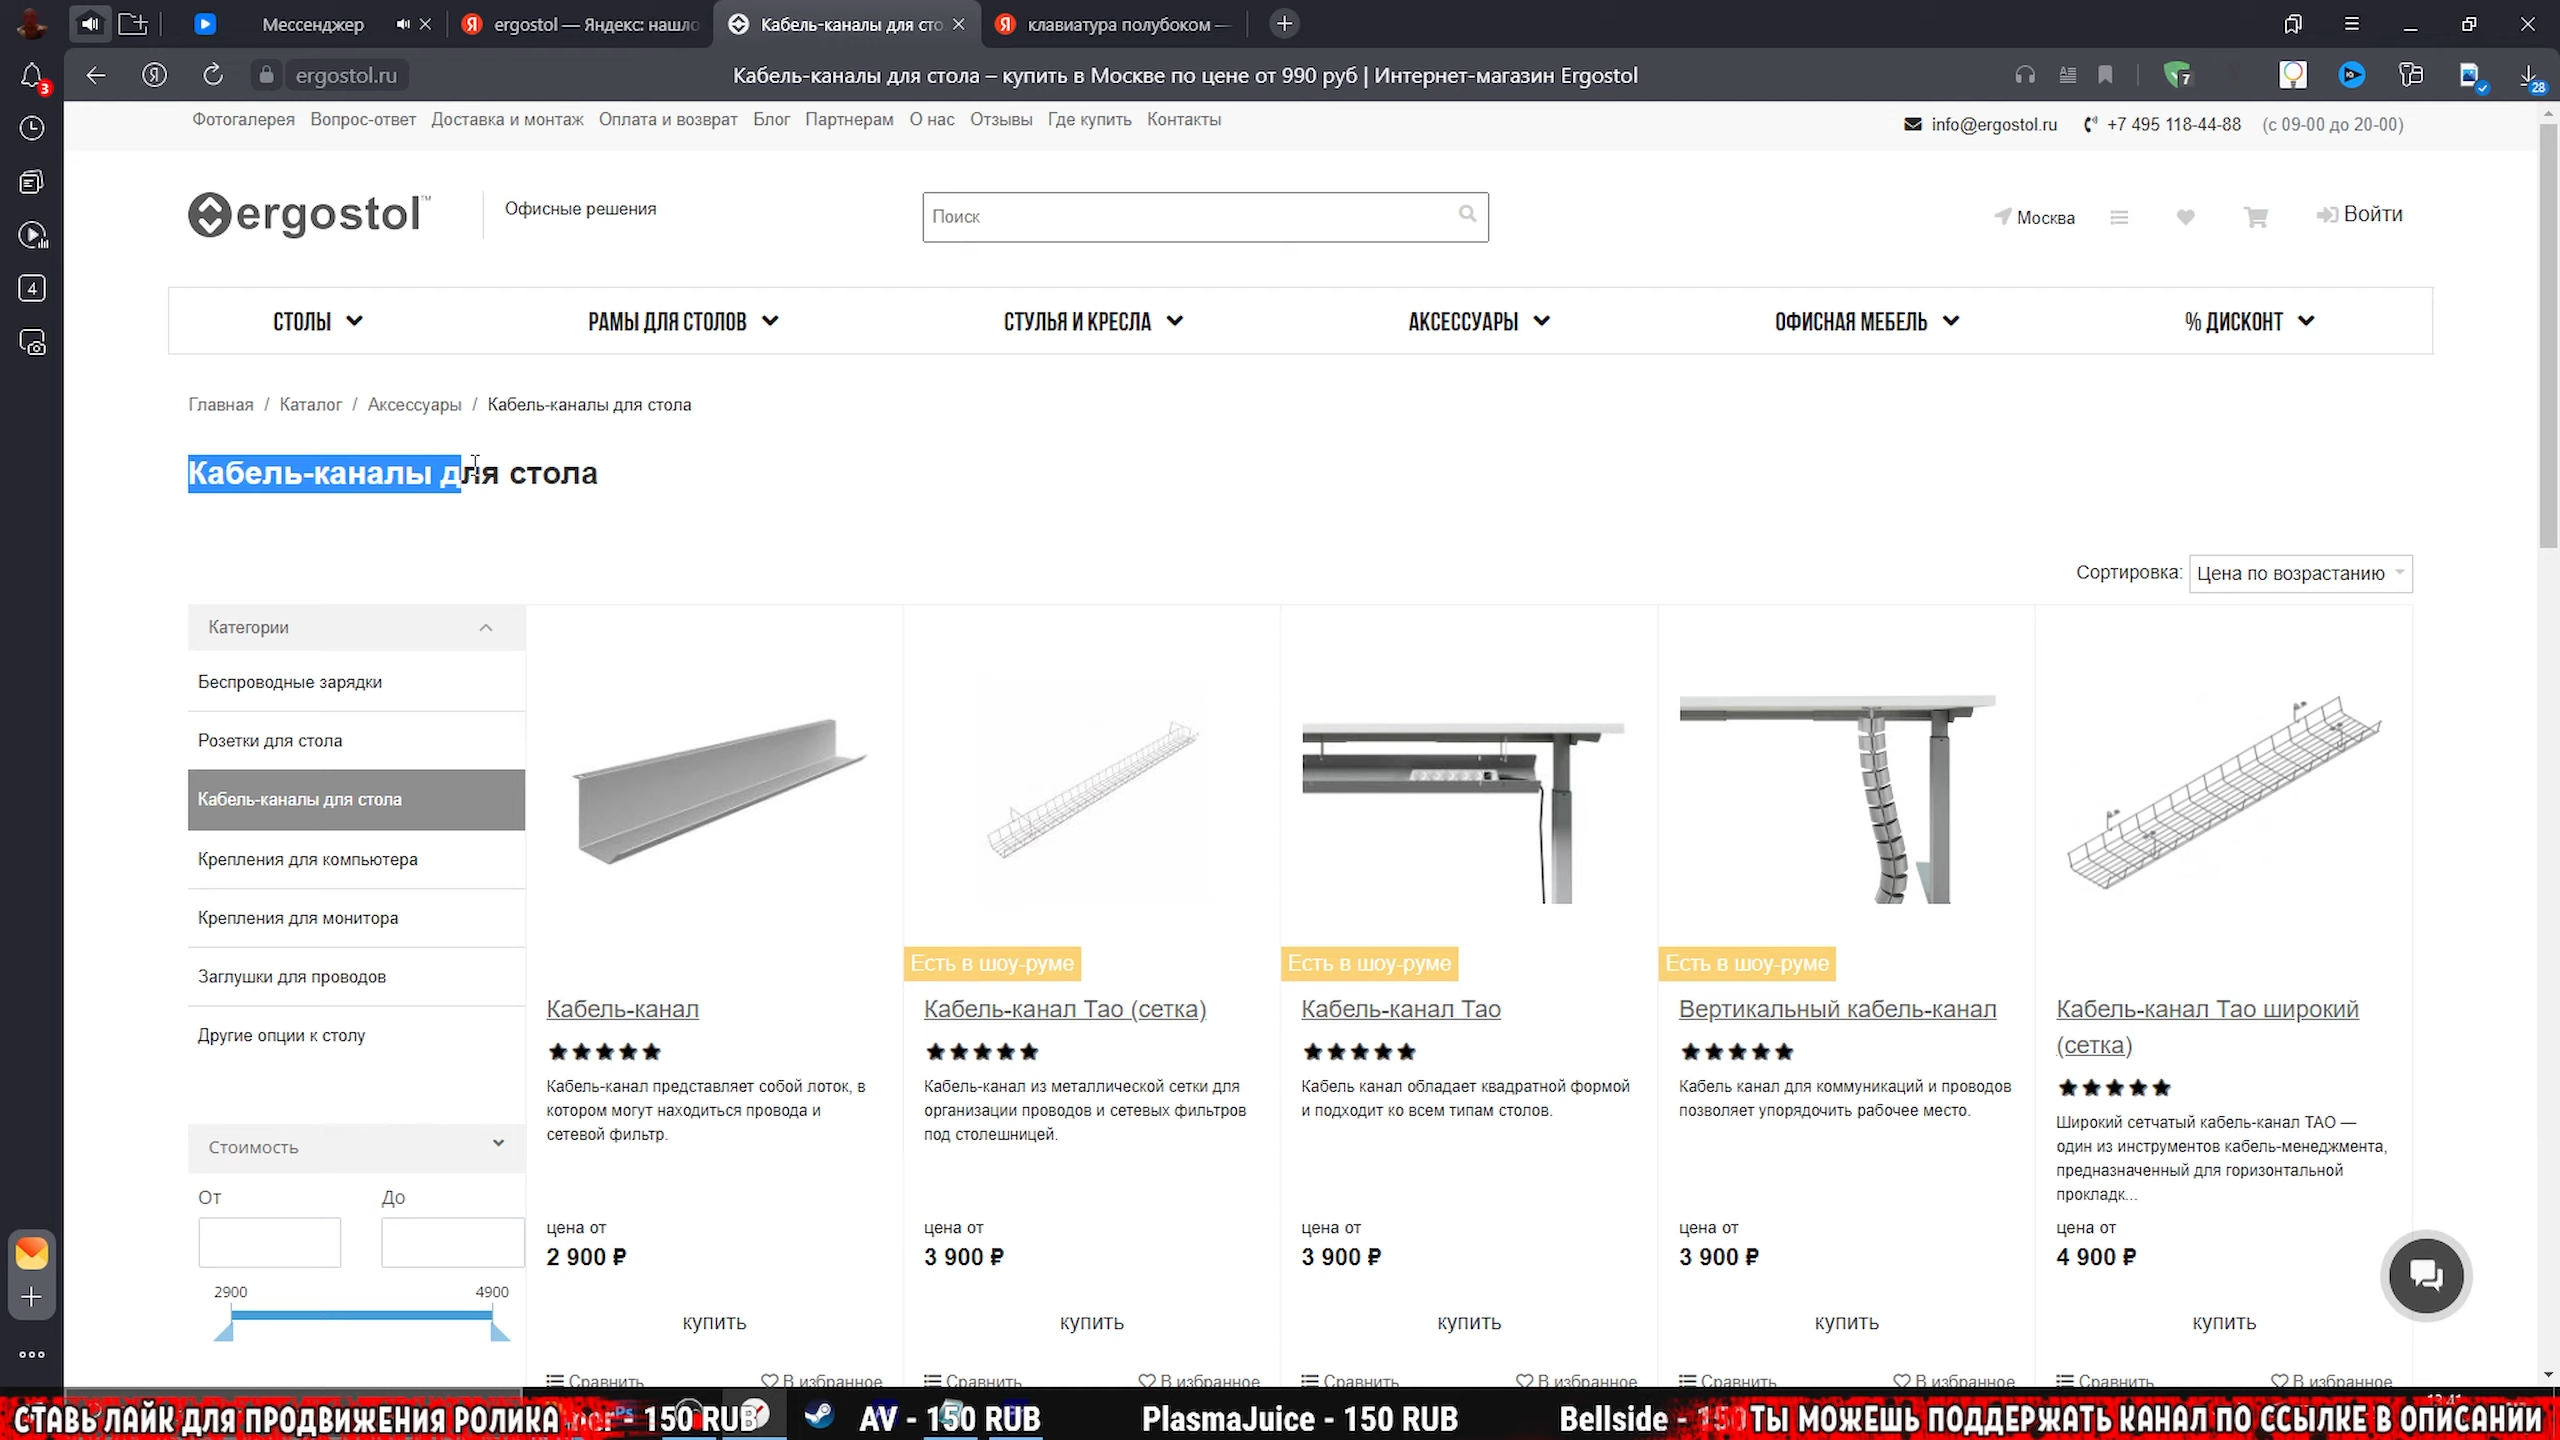 Мессенджер
ergostol — Яндекс: нашло
Кабель-каналы для сто
клавиатура полубоком —
3
ergostol.ru
Кабель-каналы для стола – купить в Москве по цене от 990 руб | Интернет-магазин Ergostol
7
28
4
Фотогалерея Вопрос-ответ Доставка и монтаж Оплата и возврат Блог Партнерам О нас Отзывы Где купить Контакты
info@ergostol.ru +7 495 118-44-88 (с 09-00 до 20-00)
ergostol™
Офисные решения
Поиск
Москва
Войти
СТОЛЫ
РАМЫ ДЛЯ СТОЛОВ
СТУЛЬЯ И КРЕСЛА
АКСЕССУАРЫ
ОФИСНАЯ МЕБЕЛЬ
% ДИСКОНТ
Главная / Каталог / Аксессуары / Кабель-каналы для стола
Кабель-каналы для стола
Сортировка: Цена по возрастанию
Категории
Беспроводные зарядки
Розетки для стола
Кабель-каналы для стола
Крепления для компьютера
Крепления для монитора
Заглушки для проводов
Другие опции к столу
Стоимость
От До
2900 4900
Кабель-канал
Кабель-канал представляет собой лоток, в
котором могут находиться провода и
сетевой фильтр.
цена от
2 900 ₽
купить
Сравнить В избранное
Есть в шоу-руме
Кабель-канал Тао (сетка)
Кабель-канал из металлической сетки для
организации проводов и сетевых фильтров
под столешницей.
цена от
3 900 ₽
купить
Сравнить В избранное
Есть в шоу-руме
Кабель-канал Тао
Кабель канал обладает квадратной формой
и подходит ко всем типам столов.
цена от
3 900 ₽
купить
Сравнить В избранное
Есть в шоу-руме
Вертикальный кабель-канал
Кабель канал для коммуникаций и проводов
позволяет упорядочить рабочее место.
цена от
3 900 ₽
купить
Сравнить В избранное
Кабель-канал Тао широкий
(сетка)
Широкий сетчатый кабель-канал ТАО —
один из инструментов кабель-менеджмента,
предназначенный для горизонтальной
прокладк...
цена от
4 900 ₽
купить
Сравнить В избранное
СТАВЬ ЛАЙК ДЛЯ ПРОДВИЖЕНИЯ РОЛИКА
- 150 RUB
AV - 150 RUB
PlasmaJuice - 150 RUB
Bellside - 150
ТЫ МОЖЕШЬ ПОДДЕРЖАТЬ КАНАЛ ПО ССЫЛКЕ В ОПИСАНИИ